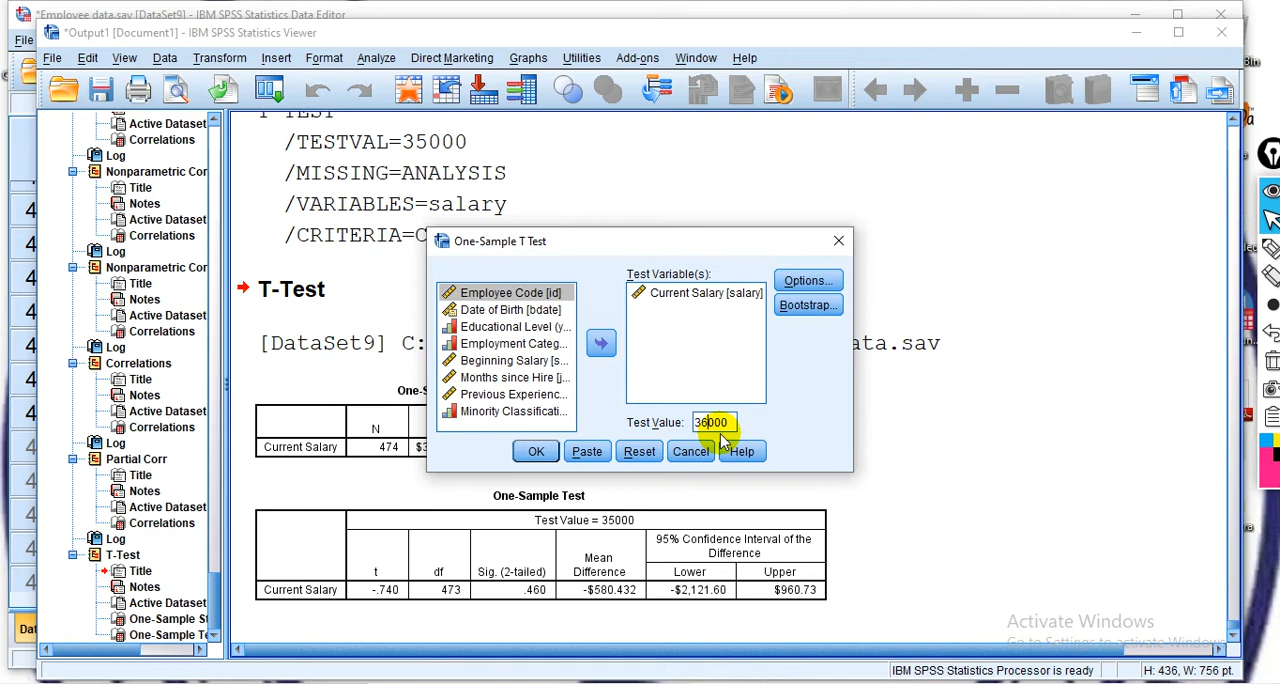 *Employee data.sav [DataSet9] - IBM SPSS Statistics Data Editor
*Output1 [Document1] - IBM SPSS Statistics Viewer
File
File Edit View Data Transform Insert Format Analyze Direct Marketing Graphs Utilities Add-ons Window Help
Active Dataset
Correlations
Log
Nonparametric Cor
Title
Notes
Active Dataset
Correlations
Log
Nonparametric Cor
Title
Notes
Active Dataset
Correlations
Log
Correlations
Title
Notes
Active Dataset
Correlations
Log
Partial Corr
Title
Notes
Active Dataset
Correlations
Log
T-Test
Title
Notes
Active Dataset
One-Sample St
One-Sample Te
/TESTVAL=35000
/MISSING=ANALYSIS
/VARIABLES=salary
/CRITERIA=C
T-Test
[DataSet9] C: ata.sav
One-S
N
Current Salary 474 $3
One-Sample T Test
Test Variable(s):
Employee Code [id]
Date of Birth [bdate]
Educational Level (y...
Employment Categ...
Beginning Salary [s...
Months since Hire [j...
Previous Experienc...
Minority Classificati...
Current Salary [salary]
Options...
Bootstrap...
Test Value: 36000
OK Paste Reset Cancel Help
One-Sample Test
Test Value = 35000
t df Sig. (2-tailed) Mean Difference 95% Confidence Interval of the Difference
Lower Upper
Current Salary -.740 473 .460 -$580.432 -$2,121.60 $960.73
Activate Windows
Go to Settings to activate Windows.
IBM SPSS Statistics Processor is ready H: 436, W: 756 pt.